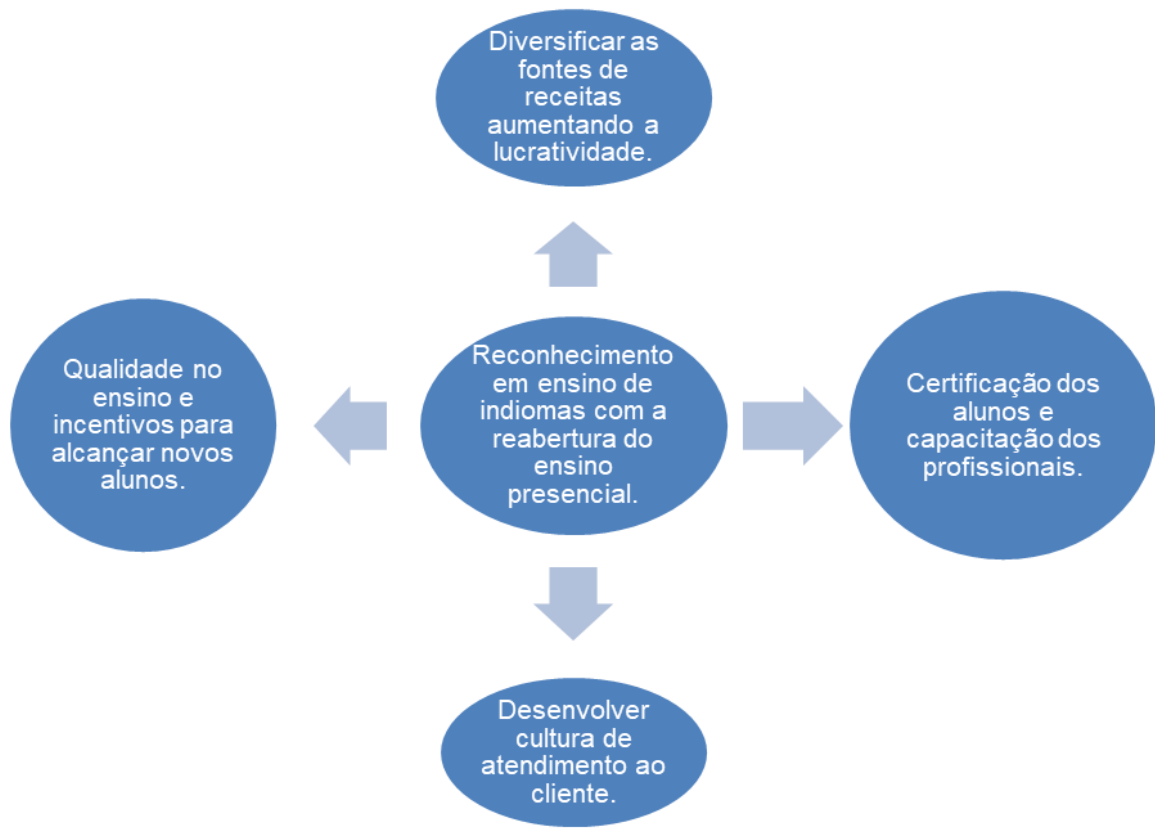 Diversificar as
fontes de
receitas
aumentando a
lucratividade.
Qualidade no
ensino e
incentivos para
alcançar novos
alunos.
Reconhecimento
em ensino de
indiomas com a
reabertura do
ensino
presencial.
Certificação dos
alunos e
capacitação dos
profissionais.
Desenvolver
cultura de
atendimento ao
cliente.